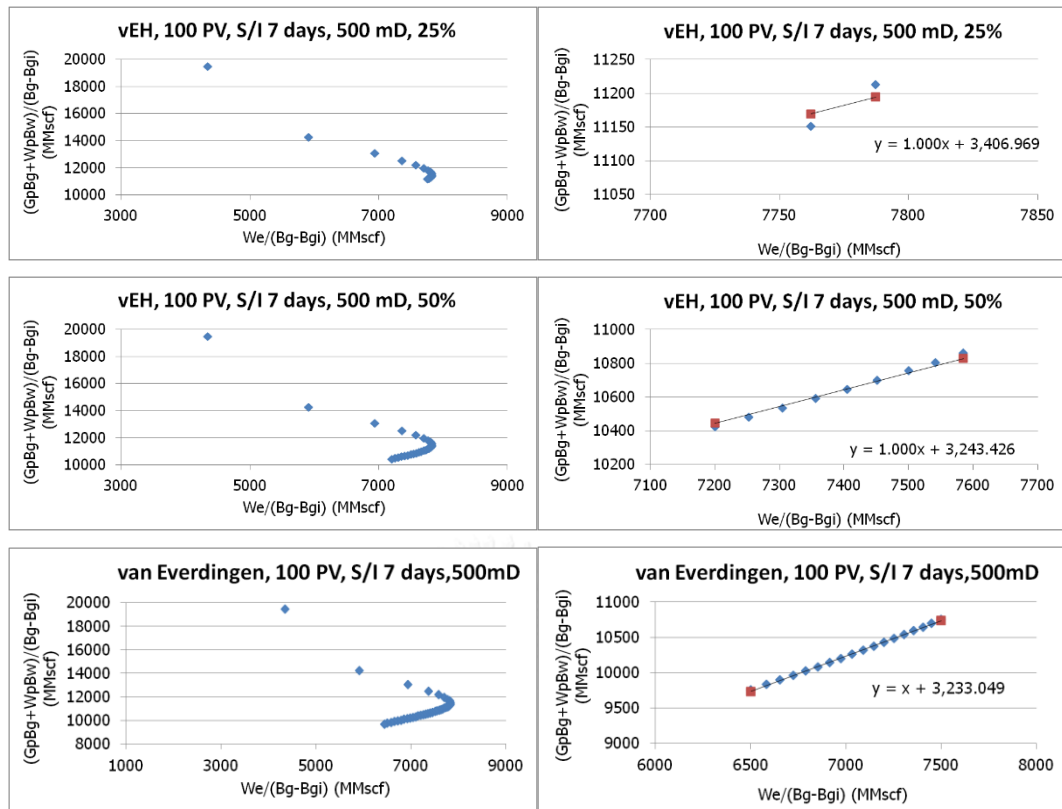 vEH, 100 PV, S/I 7 days, 500 mD, 25%
(GpBg+WpBw)/(Bg-Bgi)
(MMscf)
20000
18000
16000
14000
12000
10000
3000 5000 7000 9000
We/(Bg-Bgi) (MMscf)
vEH, 100 PV, S/I 7 days, 500 mD, 25%
(GpBg+WpBw)/(Bg-Bgi)
(MMscf)
11250
11200
11150
11100
11050
y = 1.000x + 3,406.969
7700 7750 7800 7850
We/(Bg-Bgi) (MMscf)
vEH, 100 PV, S/I 7 days, 500 mD, 50%
(GpBg+WpBw)/(Bg-Bgi)
(MMscf)
20000
18000
16000
14000
12000
10000
3000 5000 7000 9000
We/(Bg-Bgi) (MMscf)
vEH, 100 PV, S/I 7 days, 500 mD, 50%
(GpBg+WpBw)/(Bg-Bgi)
(MMscf)
11000
10800
10600
10400
10200
y = 1.000x + 3,243.426
7100 7200 7300 7400 7500 7600 7700
We/(Bg-Bgi) (MMscf)
van Everdingen, 100 PV, S/I 7 days,500mD
(GpBg+WpBw)/(Bg-Bgi)
(MMscf)
20000
18000
16000
14000
12000
10000
8000
1000 3000 5000 7000 9000
We/(Bg-Bgi) (MMscf)
van Everdingen, 100 PV, S/I 7 days,500mD
(GpBg+WpBw)/(Bg-Bgi)
(MMscf)
11000
10500
10000
9500
9000
y = x + 3,233.049
6000 6500 7000 7500 8000
We/(Bg-Bgi) (MMscf)